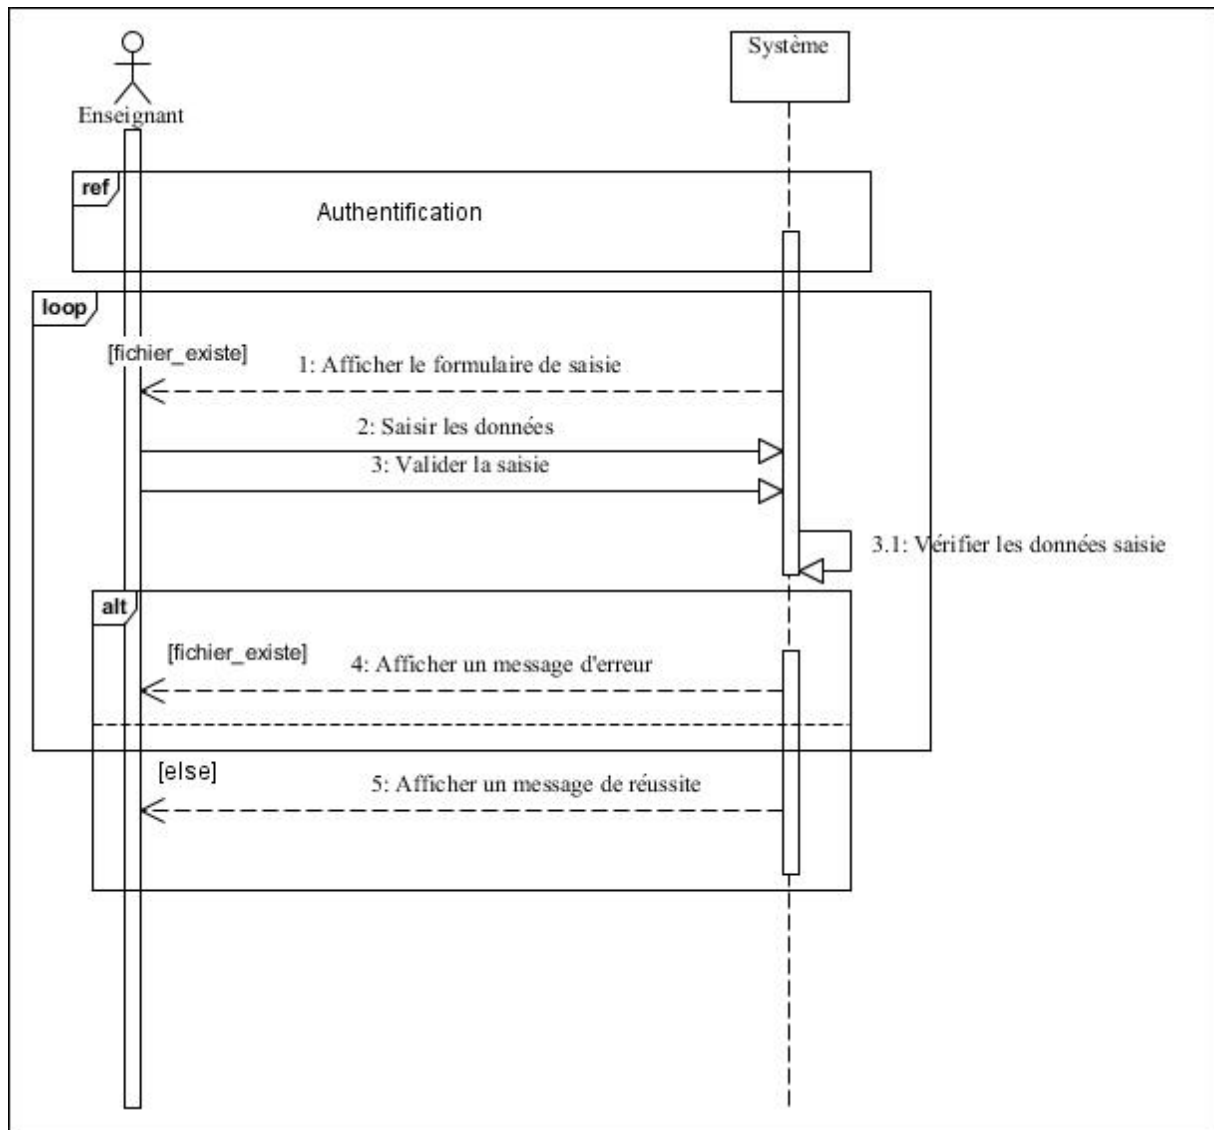 Système
Enseignant
ref
Authentification
loop
[fichier_existe]
1: Afficher le formulaire de saisie
2: Saisir les données
3: Valider la saisie
3.1: Vérifier les données saisie
alt
[fichier_existe]
4: Afficher un message d'erreur
[else]
5: Afficher un message de réussite